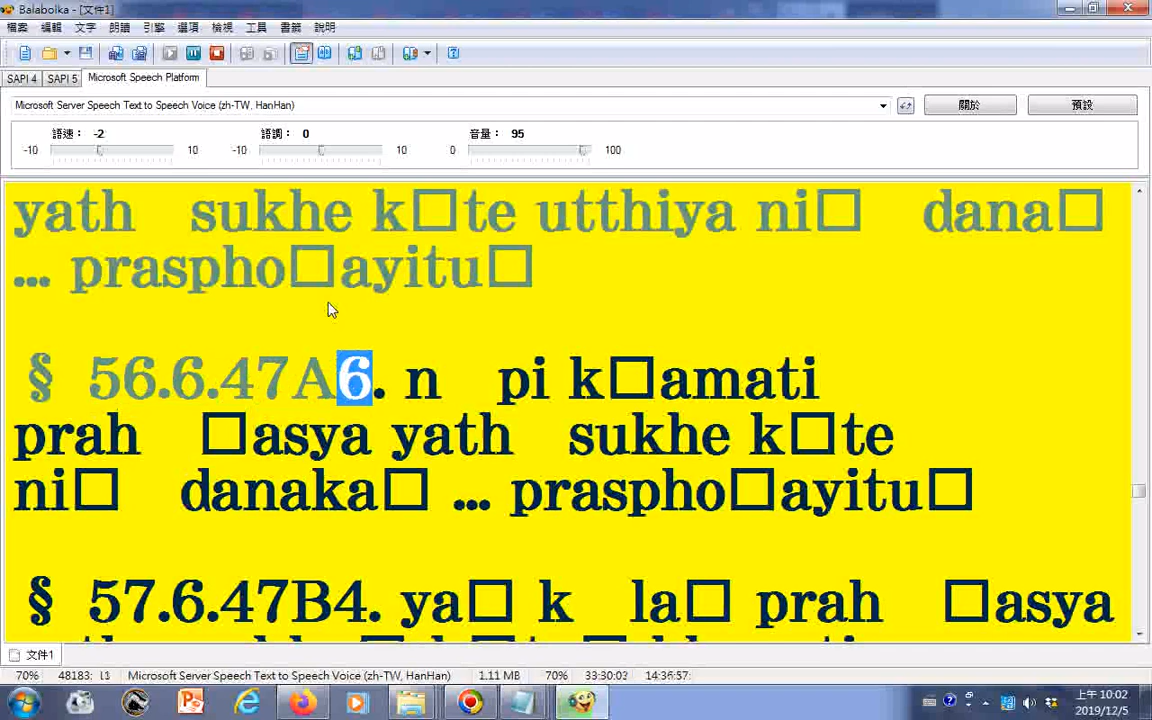 Balabolka - [文件1]
檔案 編輯 文字 朗讀 引擎 選項 檢視 工具 書籤 說明
SAPI 4 SAPI 5 Microsoft Speech Platform
Microsoft Server Speech Text to Speech Voice (zh-TW, HanHan) 關於 預設
語速： -2 語調： 0 音量： 95
-10 10 -10 10 0 100
yath sukhe k□te utthiya ni□ dana□
... praspho□ayitu□
§ 56.6.47A6. n pi k□amati
prah □asya yath sukhe k□te
ni□ danaka□ ... praspho□ayitu□
§ 57.6.47B4. ya□ k la□ prah □asya
文件1
70% 48183: 13 Microsoft Server Speech Text to Speech Voice (zh-TW, HanHan) 1.11 MB 70% 33:30:03 14:36:57:
上午 10:02
2019/12/5